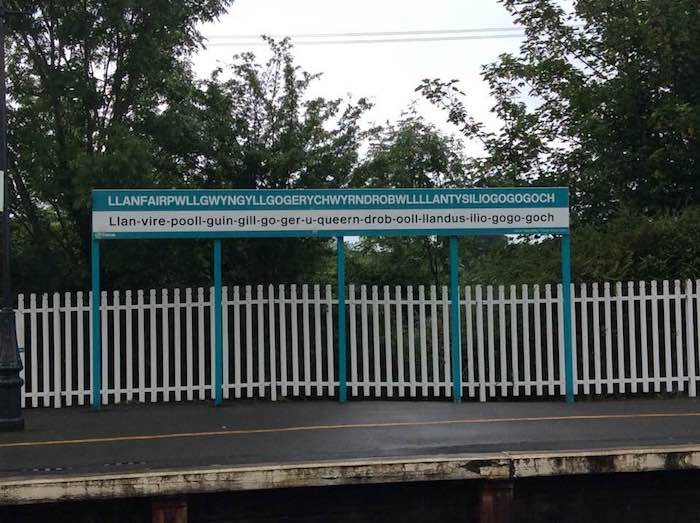 LLANFAIRPWLLGWYNGYLLGOGERYCHWYRNDROBWLLLLANTYSILIOGOGOGOCH
Llan-vire-pooll-guin-gill-go-ger-u-queern-drob-ooll-llandus-ilio-gogo-goch